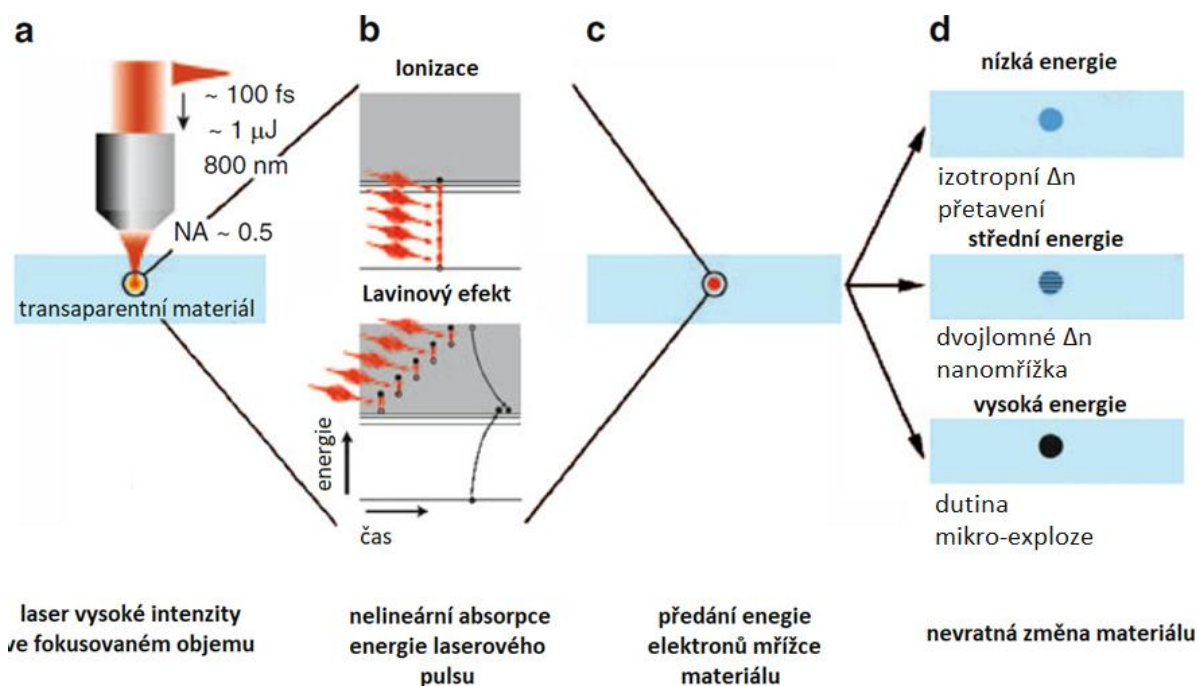 a
~ 100 fs
~ 1 µJ
800 nm
NA ~ 0.5
transaparentní materiál
laser vysoké intenzity
ve fokusovaném objemu
b
Ionizace
Lavinový efekt
energie
čas
nelineární absorpce
energie laserového
pulsu
c
předání enegie
elektronů mřížce
materiálu
d
nízká energie
izotropní Δn
přetavení
střední energie
dvojlomné Δn
nanomřížka
vysoká energie
dutina
mikro-exploze
nevratná změna materiálu